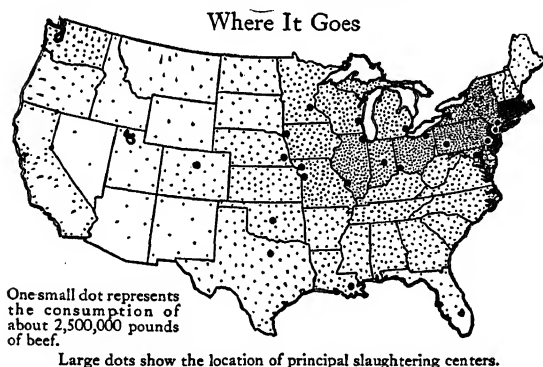 Where It Goes
One small dot represents
the consumption of
about 2,500,000 pounds
of beef.
Large dots show the location of principal slaughtering centers.